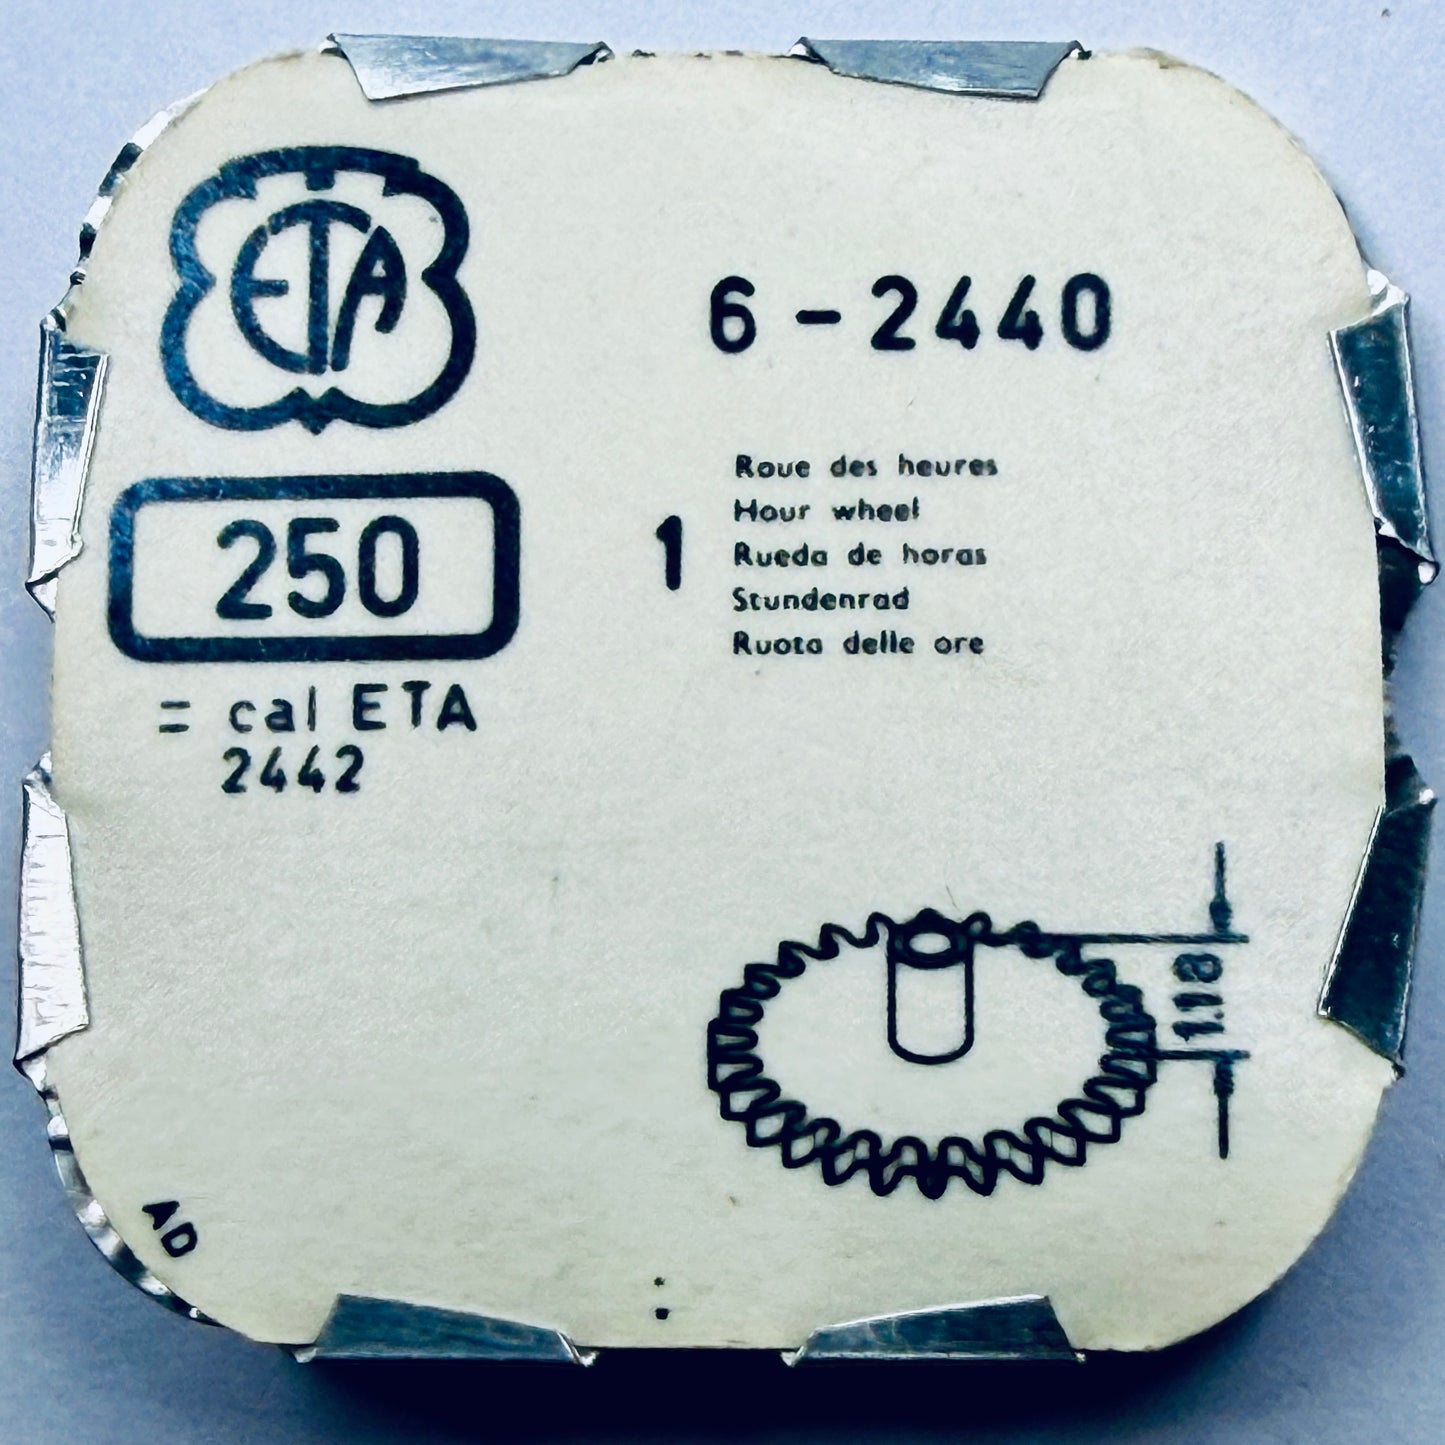 ETA
6-2440
250
= cal ETA
2442
1
Roue des heures
Hour wheel
Rueda de horas
Stundenrad
Ruota delle ore
1.18
AD